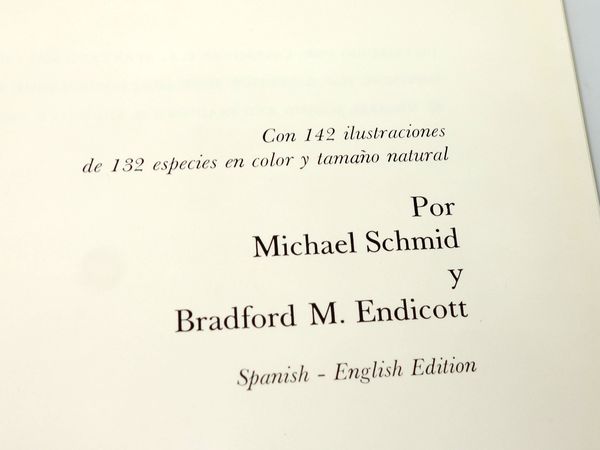 Con 142 ilustraciones
de 132 especies en color y tamaño natural
Por
Michael Schmid
y
Bradford M. Endicott
Spanish - English Edition